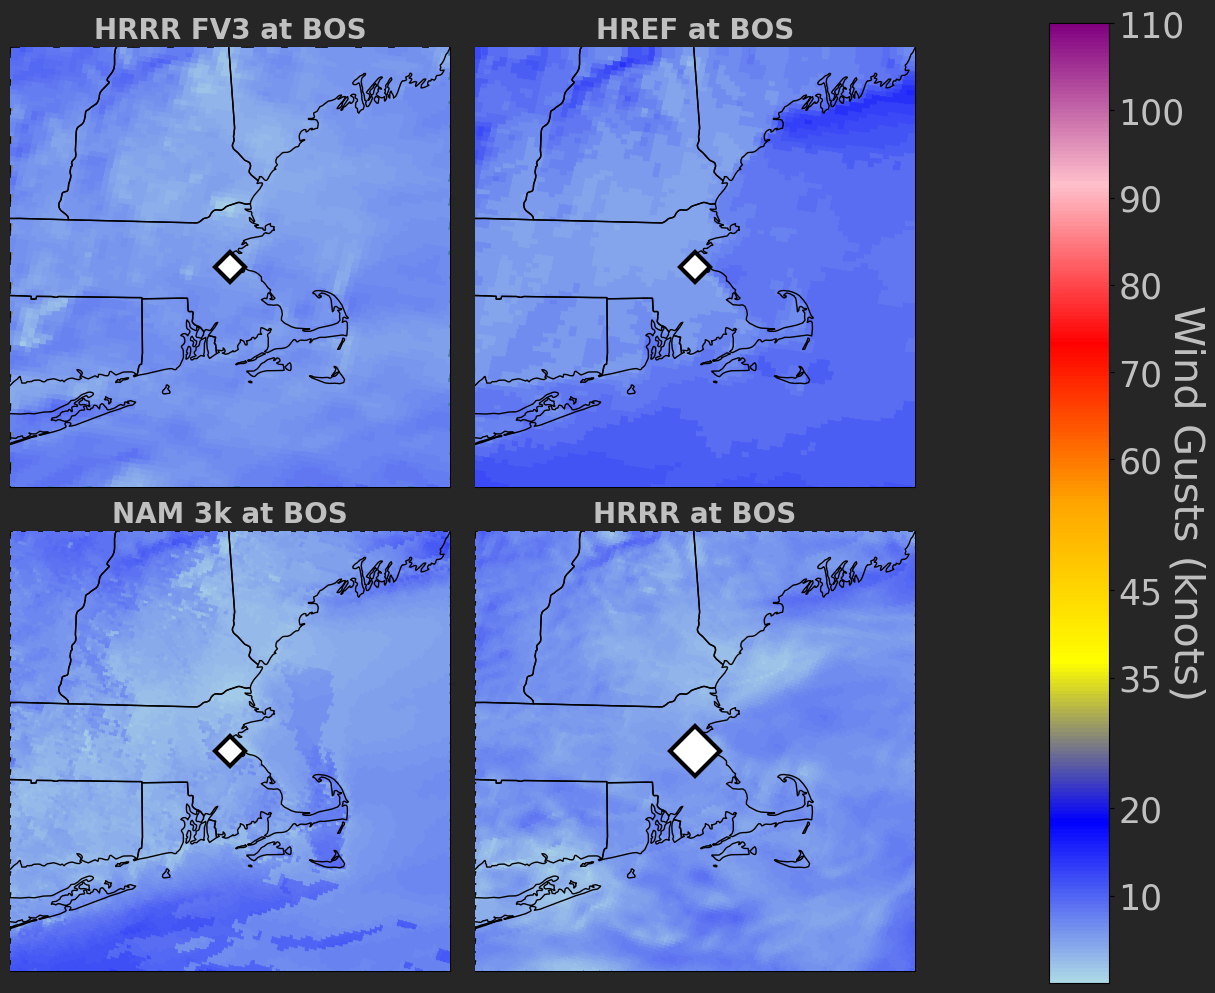 HRRR FV3 at BOS
HREF at BOS
NAM 3k at BOS
HRRR at BOS
110
100
90
80
70
60
45
35
20
10
Wind Gusts (knots)